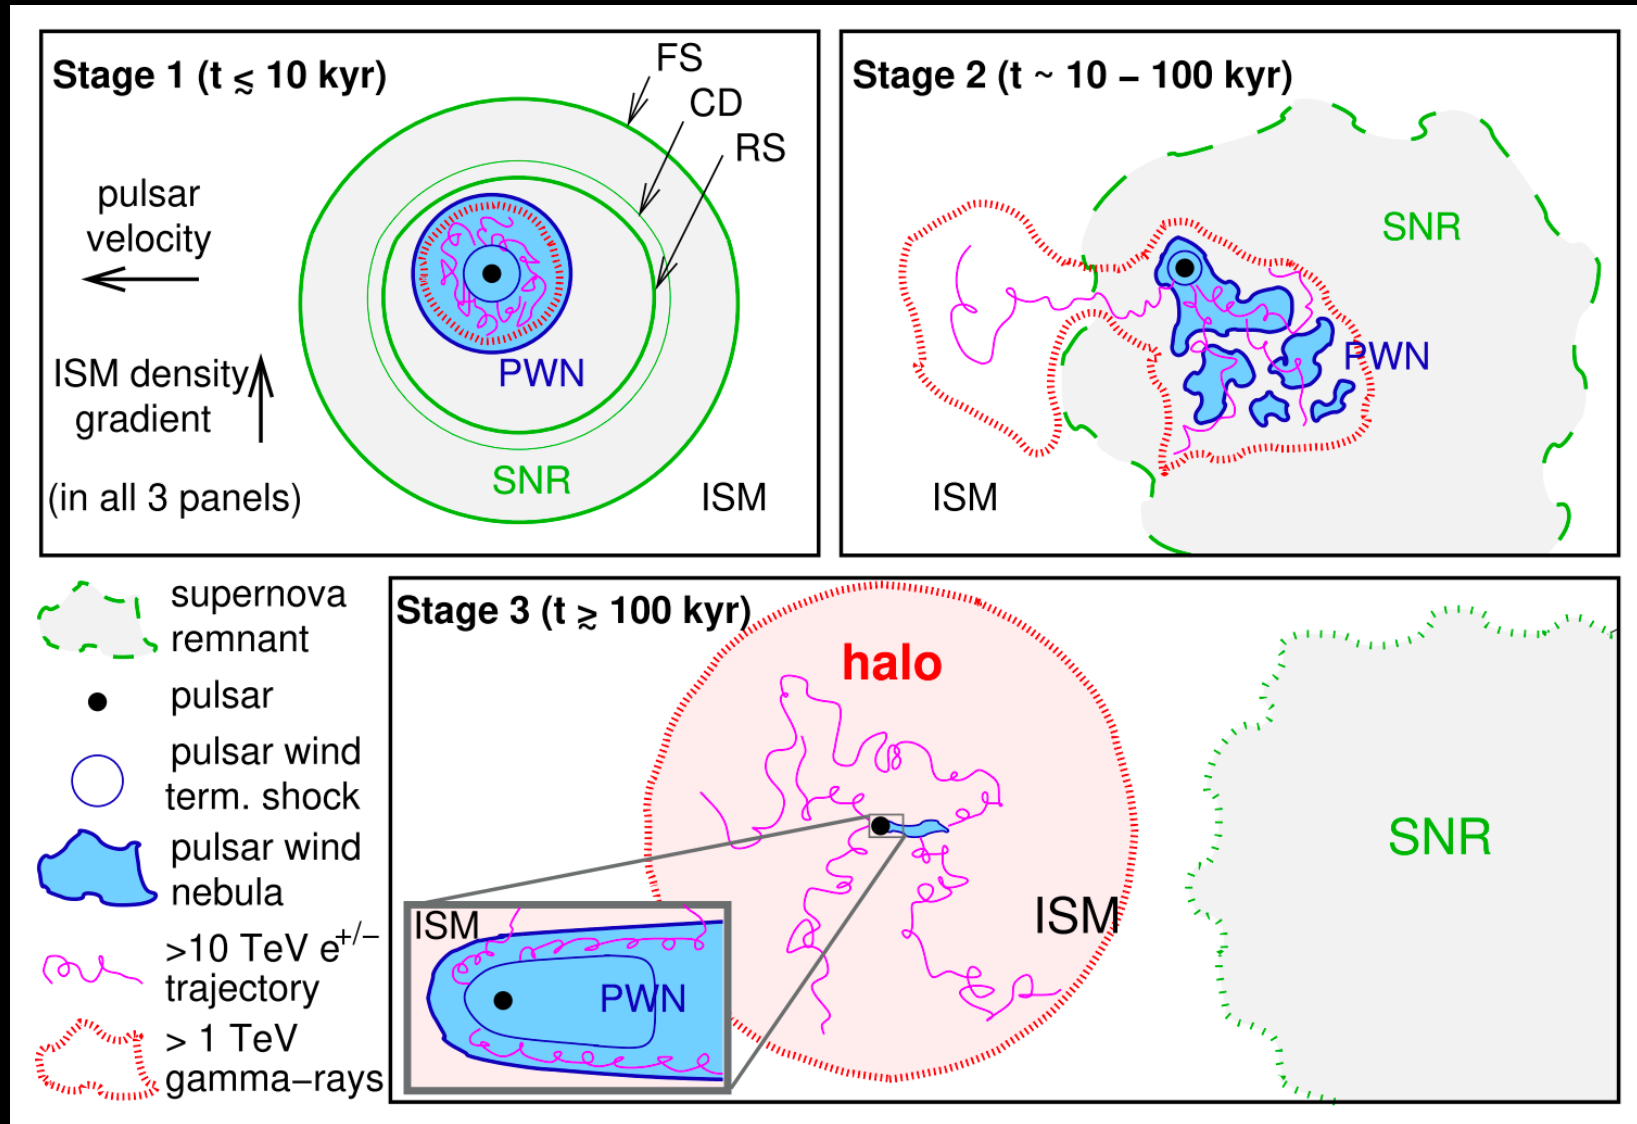 Stage 1 (t ≲ 10 kyr)
FS
CD
RS
pulsar
velocity
ISM density
gradient
(in all 3 panels)
PWN
SNR
ISM
Stage 2 (t ~ 10 − 100 kyr)
SNR
PWN
ISM
supernova
remnant
pulsar
pulsar wind
term. shock
pulsar wind
nebula
>10 TeV e+/−
trajectory
> 1 TeV
gamma−rays
Stage 3 (t ≳ 100 kyr)
halo
ISM
SNR
ISM
PWN